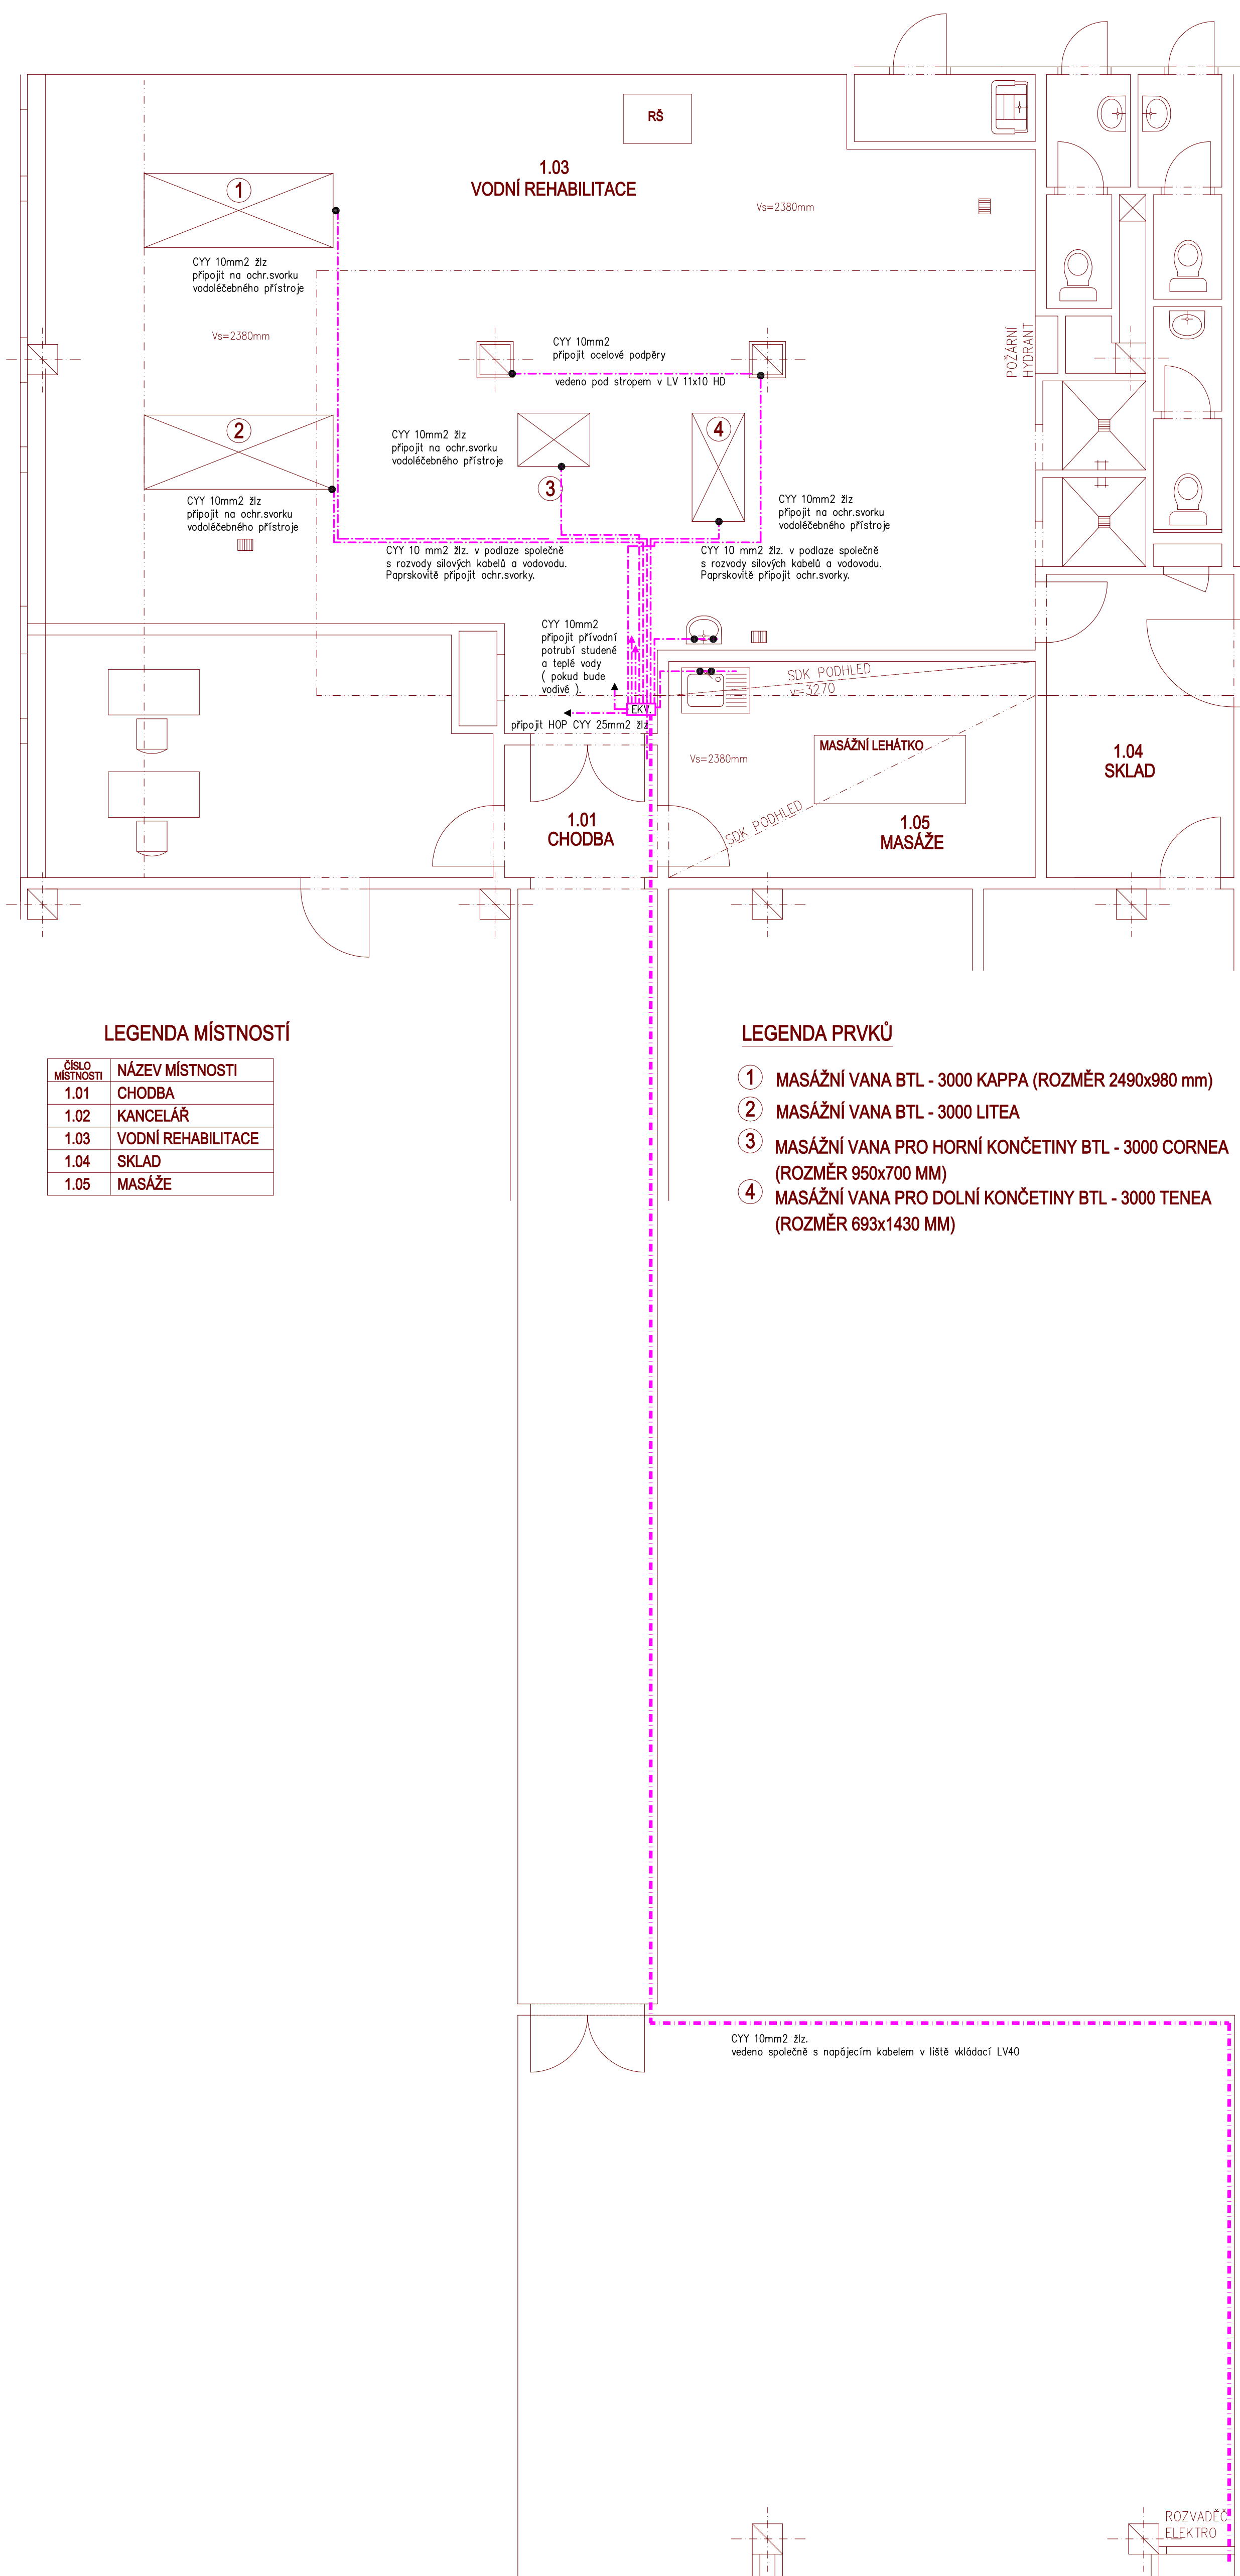 RŠ
1.03
VODNÍ REHABILITACE
1
Vs=2380mm
CYY 10mm2 žlz
připojit na ochr.svorku
vodoléčebného přístroje
Vs=2380mm
CYY 10mm2
připojit ocelové podpěry
vedeno pod stropem v LV 11x10 HD
POŽÁRNÍ
HYDRANT
2
4
CYY 10mm2 žlz
připojit na ochr.svorku
vodoléčebného přístroje
3
CYY 10mm2 žlz
připojit na ochr.svorku
vodoléčebného přístroje
CYY 10mm2 žlz
připojit na ochr.svorku
vodoléčebného přístroje
CYY 10 mm2 žlz. v podlaze společně
s rozvody silových kabelů a vodovodu.
Paprskovitě připojit ochr.svorky.
CYY 10 mm2 žlz. v podlaze společně
s rozvody silových kabelů a vodovodu.
Paprskovitě připojit ochr.svorky.
CYY 10mm2
připojit přívodní
potrubí studené
a teplé vody
( pokud bude
vodivé ).
SDK PODHLED
v=3270
EKV.
připojit HOP CYY 25mm2 žlz
Vs=2380mm
MASÁŽNÍ LEHÁTKO
1.04
SKLAD
SDK PODHLED
1.01
CHODBA
1.05
MASÁŽE
LEGENDA MÍSTNOSTÍ
ČÍSLO
MÍSTNOSTI
NÁZEV MÍSTNOSTI
1.01 CHODBA
1.02 KANCELÁŘ
1.03 VODNÍ REHABILITACE
1.04 SKLAD
1.05 MASÁŽE
LEGENDA PRVKŮ
1 MASÁŽNÍ VANA BTL - 3000 KAPPA (ROZMĚR 2490x980 mm)
2 MASÁŽNÍ VANA BTL - 3000 LITEA
3 MASÁŽNÍ VANA PRO HORNÍ KONČETINY BTL - 3000 CORNEA
(ROZMĚR 950x700 MM)
4 MASÁŽNÍ VANA PRO DOLNÍ KONČETINY BTL - 3000 TENEA
(ROZMĚR 693x1430 MM)
CYY 10mm2 žlz.
vedeno společně s napájecím kabelem v liště vkládací LV40
ROZVADĚČ
ELEKTRO